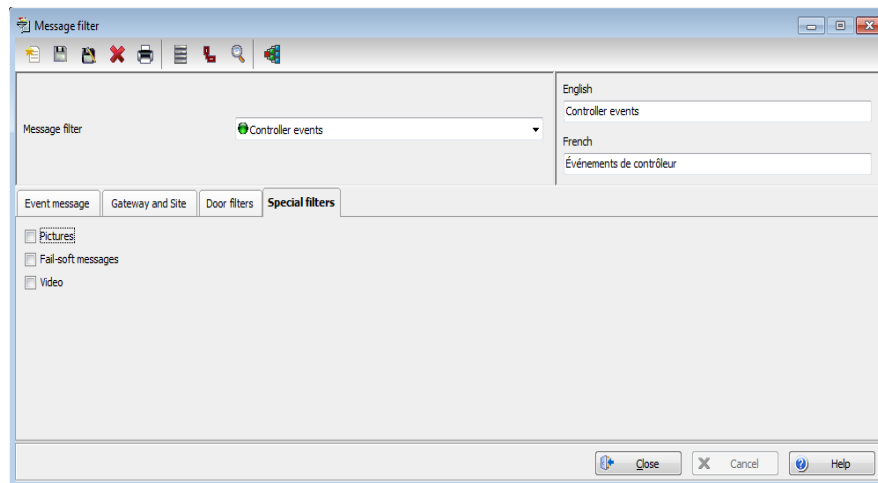 Message filter
English
Controller events
Message filter
Controller events
French
Événements de contrôleur
Event message
Gateway and Site
Door filters
Special filters
Pictures
Fail-soft messages
Video
Close
Cancel
Help